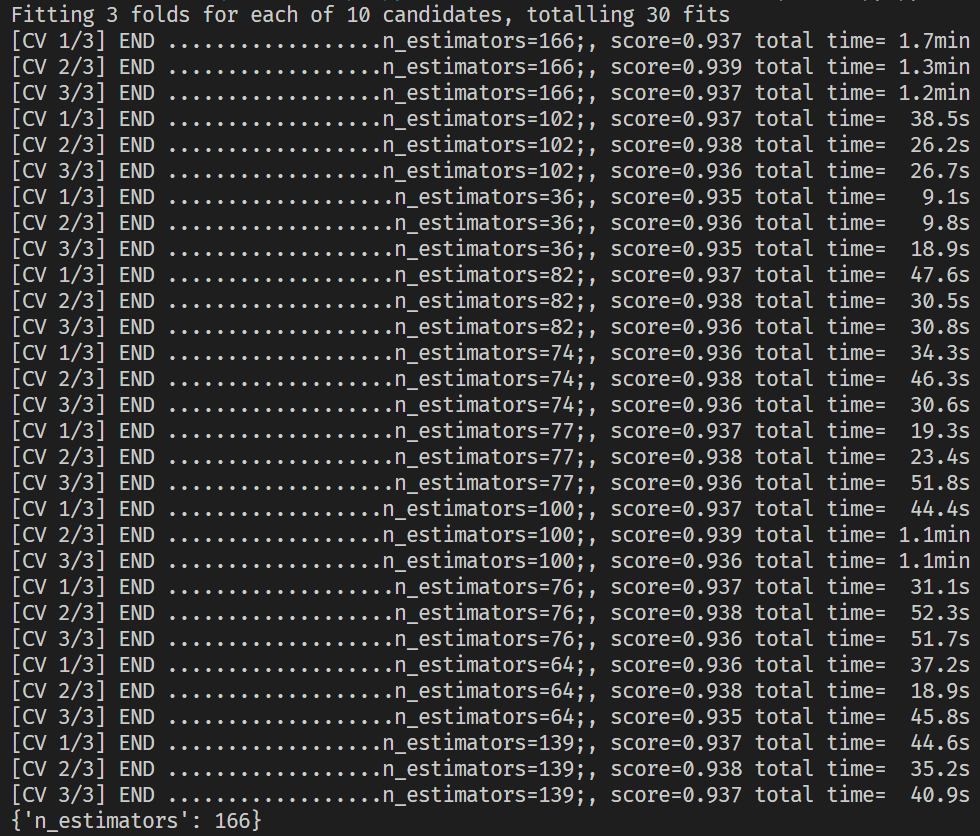 Fitting 3 folds for each of 10 candidates, totalling 30 fits
[CV 1/3] END ..................n_estimators=166;, score=0.937 total time= 1.7min
[CV 2/3] END ..................n_estimators=166;, score=0.939 total time= 1.3min
[CV 3/3] END ..................n_estimators=166;, score=0.937 total time= 1.2min
[CV 1/3] END ..................n_estimators=102;, score=0.937 total time=  38.5s
[CV 2/3] END ..................n_estimators=102;, score=0.938 total time=  26.2s
[CV 3/3] END ..................n_estimators=102;, score=0.936 total time=  26.7s
[CV 1/3] END ...................n_estimators=36;, score=0.935 total time=   9.1s
[CV 2/3] END ...................n_estimators=36;, score=0.936 total time=   9.8s
[CV 3/3] END ...................n_estimators=36;, score=0.935 total time=  18.9s
[CV 1/3] END ...................n_estimators=82;, score=0.937 total time=  47.6s
[CV 2/3] END ...................n_estimators=82;, score=0.938 total time=  30.5s
[CV 3/3] END ...................n_estimators=82;, score=0.936 total time=  30.8s
[CV 1/3] END ...................n_estimators=74;, score=0.936 total time=  34.3s
[CV 2/3] END ...................n_estimators=74;, score=0.938 total time=  46.3s
[CV 3/3] END ...................n_estimators=74;, score=0.936 total time=  30.6s
[CV 1/3] END ...................n_estimators=77;, score=0.937 total time=  19.3s
[CV 2/3] END ...................n_estimators=77;, score=0.938 total time=  23.4s
[CV 3/3] END ...................n_estimators=77;, score=0.936 total time=  51.8s
[CV 1/3] END ..................n_estimators=100;, score=0.937 total time=  44.4s
[CV 2/3] END ..................n_estimators=100;, score=0.939 total time= 1.1min
[CV 3/3] END ..................n_estimators=100;, score=0.936 total time= 1.1min
[CV 1/3] END ...................n_estimators=76;, score=0.937 total time=  31.1s
[CV 2/3] END ...................n_estimators=76;, score=0.938 total time=  52.3s
[CV 3/3] END ...................n_estimators=76;, score=0.936 total time=  51.7s
[CV 1/3] END ...................n_estimators=64;, score=0.936 total time=  37.2s
[CV 2/3] END ...................n_estimators=64;, score=0.938 total time=  18.9s
[CV 3/3] END ...................n_estimators=64;, score=0.935 total time=  45.8s
[CV 1/3] END ..................n_estimators=139;, score=0.937 total time=  44.6s
[CV 2/3] END ..................n_estimators=139;, score=0.938 total time=  35.2s
[CV 3/3] END ..................n_estimators=139;, score=0.937 total time=  40.9s
{'n_estimators': 166}